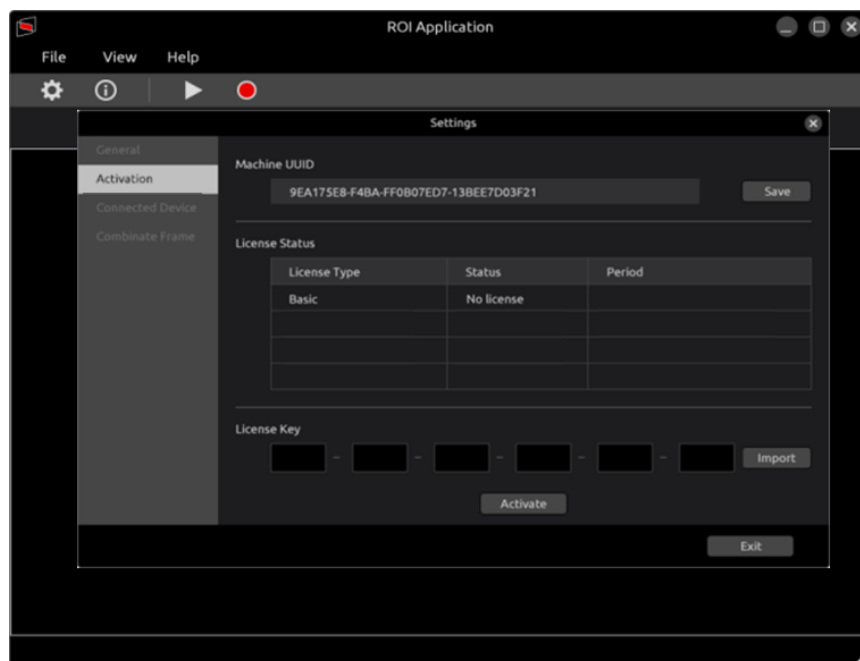 ROI Application
File View Help
Settings
General
Activation
Connected Device
Combinate Frame
Machine UUID
9EA175E8-F4BA-FF0B07ED7-13BEE7D03F21
Save
License Status
License Type Status Period
Basic No license
License Key
- - - - -
Import
Activate
Exit